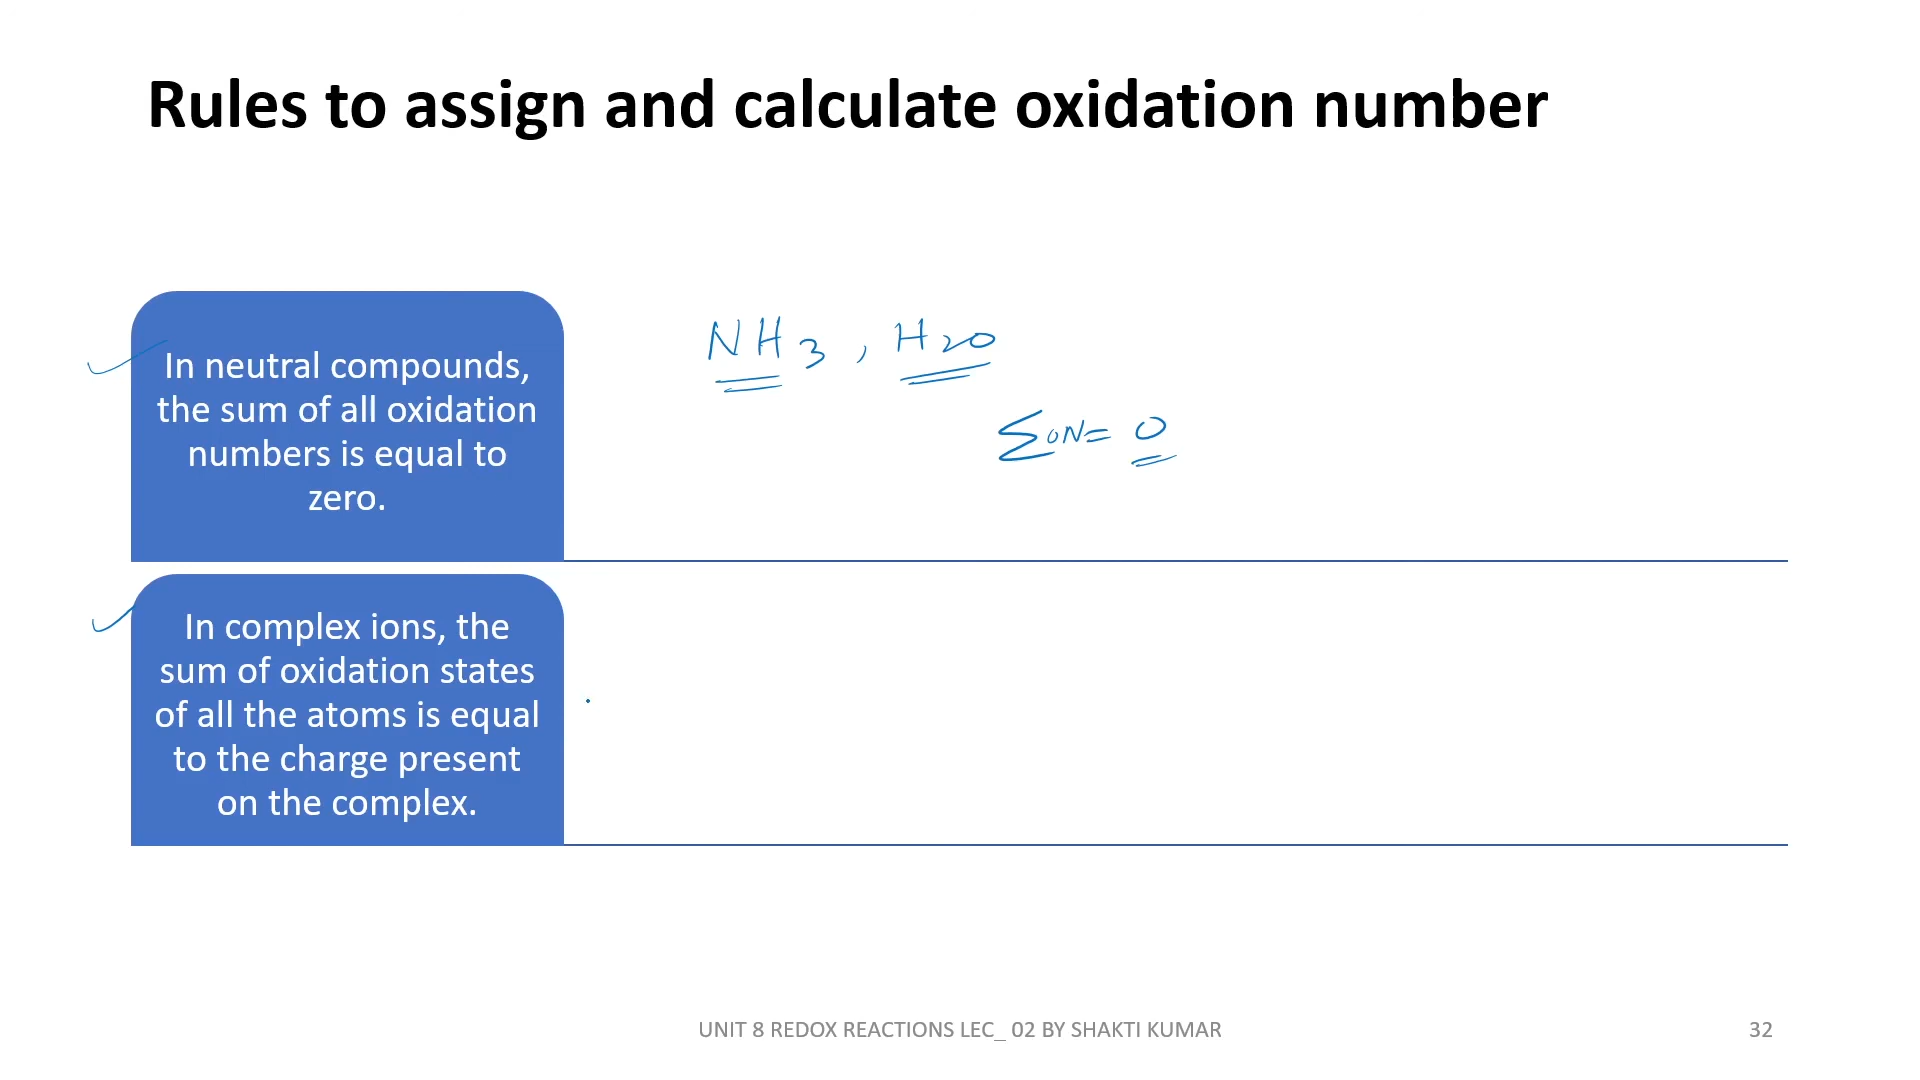 Rules to assign and calculate oxidation number
In neutral compounds,
the sum of all oxidation
numbers is equal to
zero.
NH3, H2O
∑ON= 0
In complex ions, the
sum of oxidation states
of all the atoms is equal
to the charge present
on the complex.
UNIT 8 REDOX REACTIONS LEC_ 02 BY SHAKTI KUMAR
32